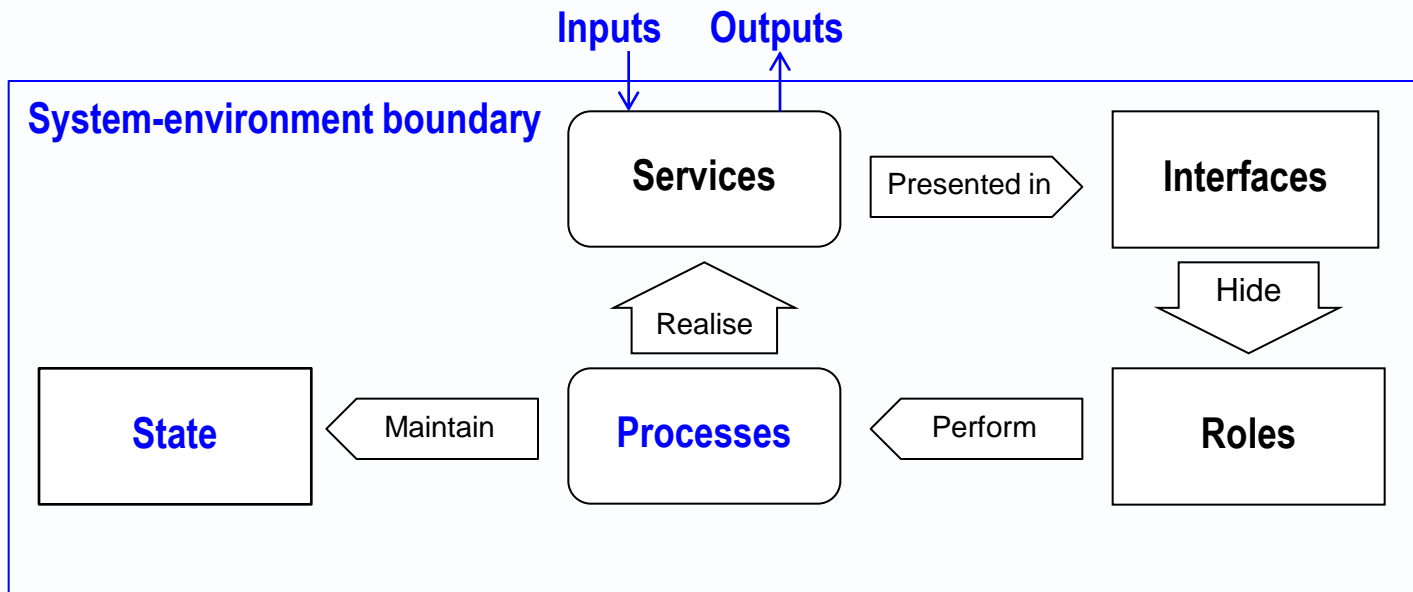 Inputs
Outputs
System-environment boundary
Services
Presented in
Interfaces
Hide
Realise
State
Maintain
Processes
Perform
Roles